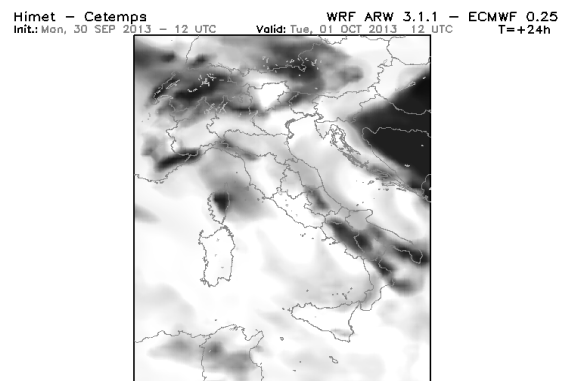 Himet – Cetemps WRF ARW 3.1.1 – ECMWF 0.25
Init.: Mon, 30 SEP 2013 – 12 UTC Valid: Tue, 01 OCT 2013 12 UTC T=+24h